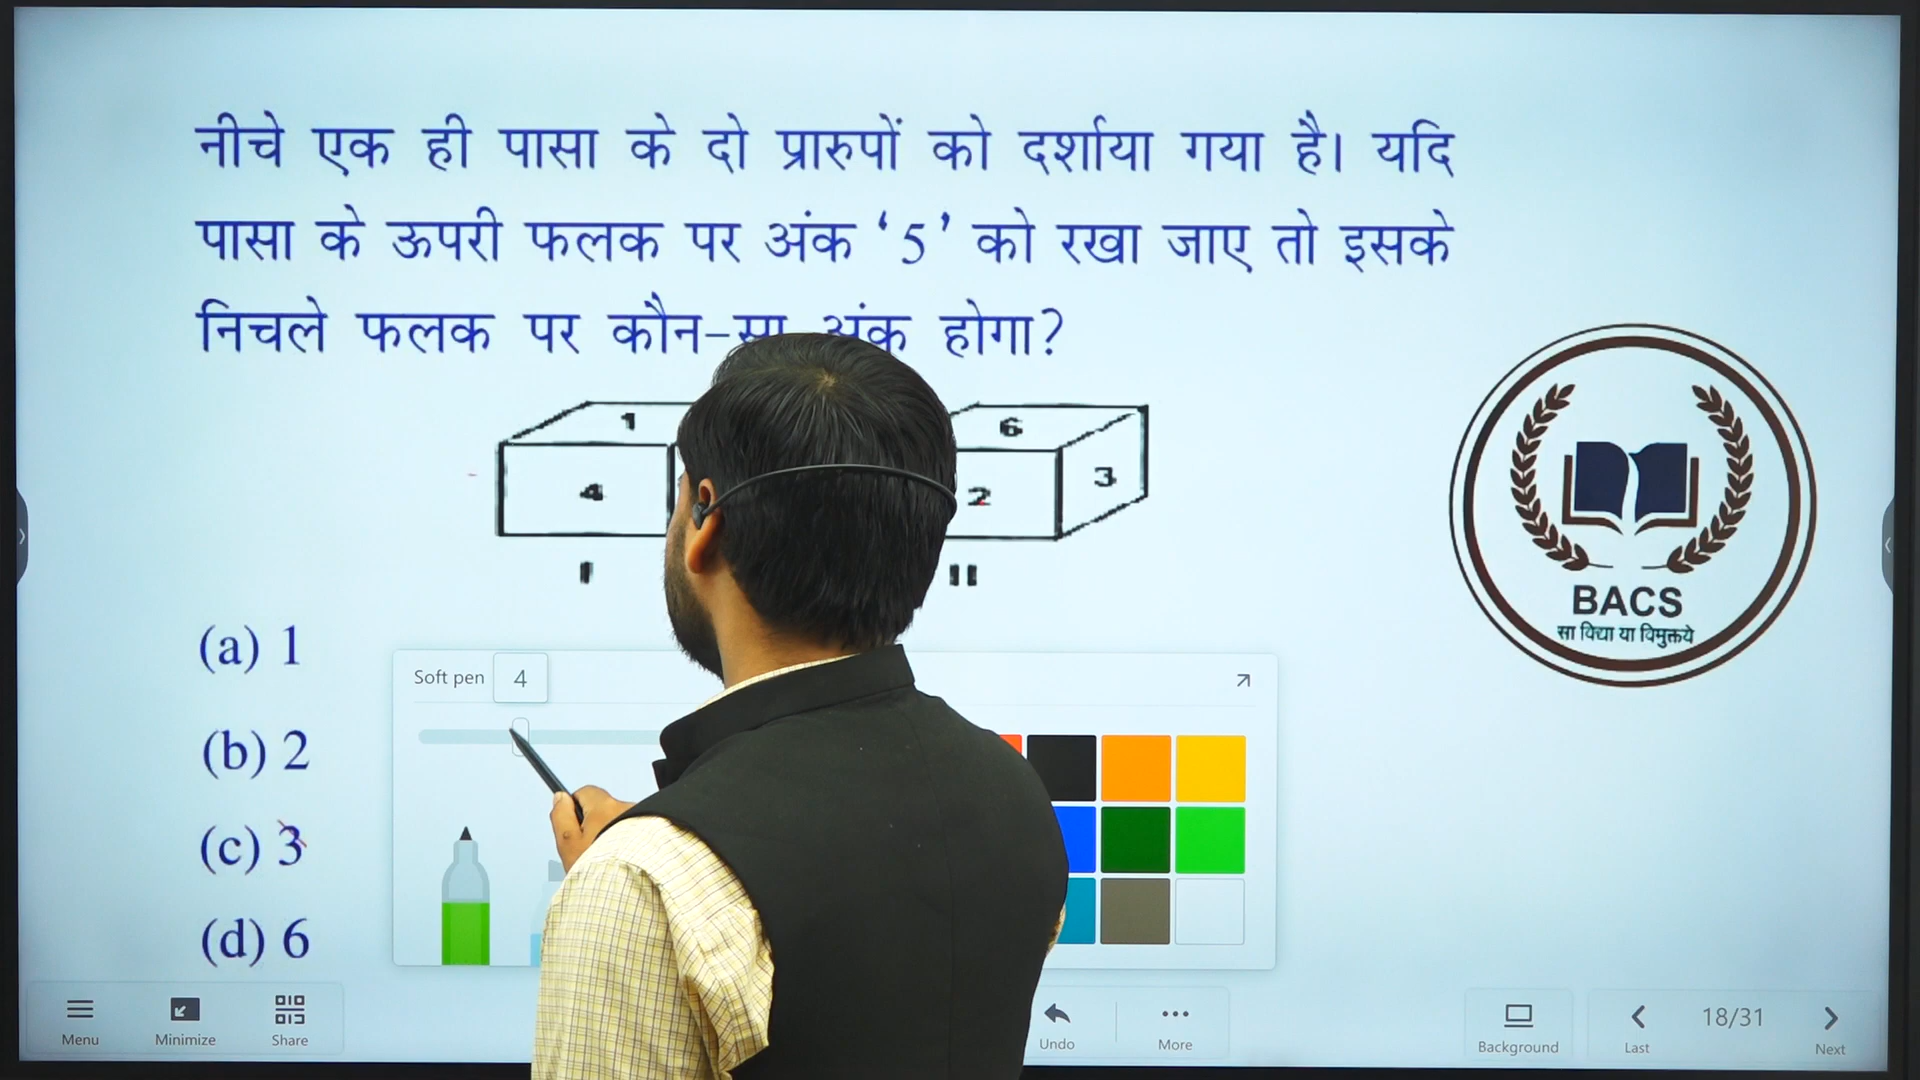 नीचे एक ही पासा के दो प्रारुपों को दर्शाया गया है। यदि
पासा के ऊपरी फलक पर अंक ‘5’ को रखा जाए तो इसके
निचले फलक पर कौन-सा अंक होगा?
1
4
I
6
2
3
II
(a) 1
(b) 2
(c) 3
(d) 6
Soft pen 4
BACS
सा विद्या या विमुक्तये
Menu
Minimize
Share
Undo
More
Background
Last
18/31
Next